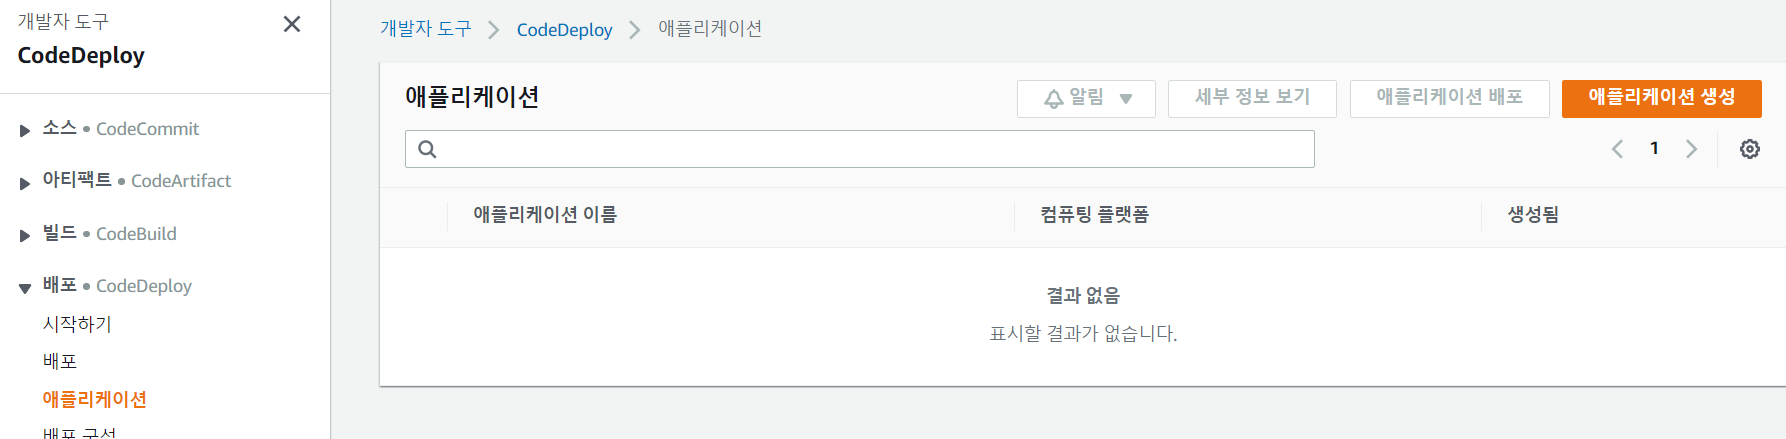 개발자 도구
CodeDeploy
소스 • CodeCommit
아티팩트 • CodeArtifact
빌드 • CodeBuild
배포 • CodeDeploy
시작하기
배포
애플리케이션
배포 구성
개발자 도구 > CodeDeploy > 애플리케이션
애플리케이션
알림 세부 정보 보기 애플리케이션 배포 애플리케이션 생성
1
애플리케이션 이름 컴퓨팅 플랫폼 생성됨
결과 없음
표시할 결과가 없습니다.